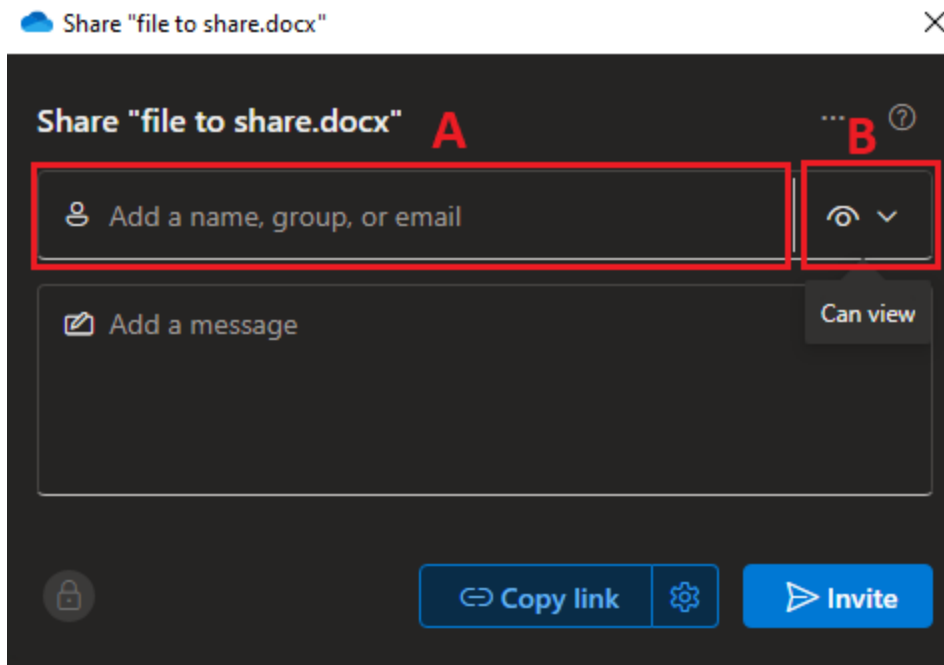 Share "file to share.docx"
Share "file to share.docx" A ... B
Add a name, group, or email
Can view
Add a message
Copy link Invite